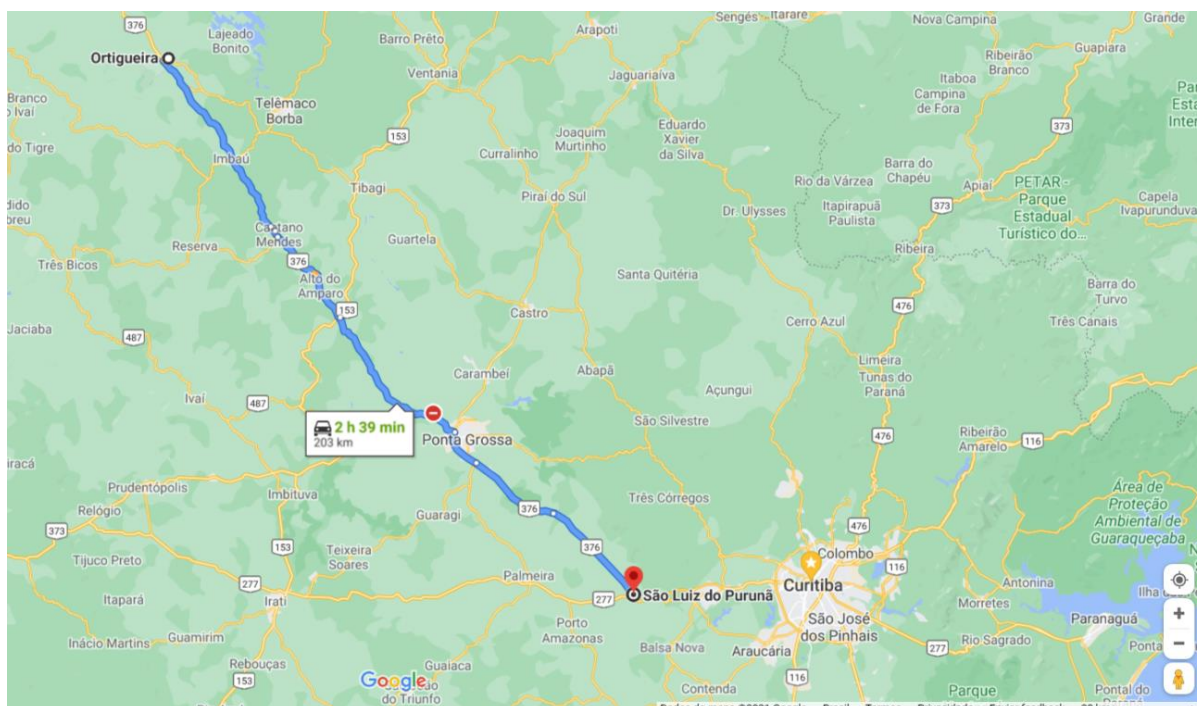 376
Lajeado
Bonito
Ortigueira
Barro Prêto
Ventania
Arapoti
Sengés
Itararé
Nova Campina
Grande
Guapiara
Ribeirão
Branco
Itaboa
Campina
de Fora
Jaguariaíva
153
Telêmaco
Borba
Branco
do Tigre
Imbaú
Curralinho
Joaquim
Murtinho
Eduardo
Xavier
da Silva
373
Barra do
Chapéu
Rio da Várzea
Apiaí
PETAR -
Parque
Estadual
Turístico do...
Capela
Ivapurunduva
Itapirapuã
Paulista
373
Tibagi
Piraí do Sul
Dr. Ulysses
Reserva
Caetano
Mendes
Guartela
Ribeira
Três Bicos
376
Alto do
Amparo
Santa Quitéria
Barra do
Turvo
476
153
Castro
Cerro Azul
Três Canais
Jaciaba
487
Limeira
Tunas do
Paraná
Carambeí
Abapã
Açungui
Ivaí
487
2 h 39 min
203 km
Ponta Grossa
São Silvestre
Ribeirão
Amarelo
116
476
Prudentópolis
Imbituva
Relógio
Três Córregos
376
Guaragi
Área de
Proteção
Ambiental de
Guaraqueçaba
373
153
Tijuco Preto
Teixeira
Soares
376
476
Colombo
116
277
Palmeira
277
São Luiz do Purunã
Curitiba
Antonina
Itapará
Irati
Porto
Amazonas
São José
dos Pinhais
Morretes
Paranaguá
Inácio Martins
Guamirim
Balsa Nova
Araucária
277
Rio Sagrado
Rebouças
Guaiaca
153
Google
do Triunfo
Contenda
116
Parque
Pontal do